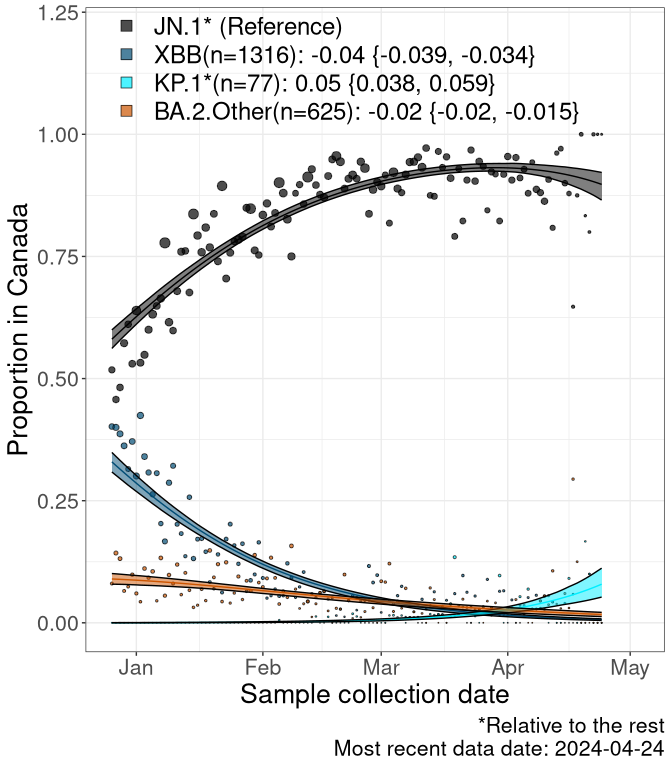 1.25
JN.1* (Reference)
XBB(n=1316): -0.04 {-0.039, -0.034}
KP.1*(n=77): 0.05 {0.038, 0.059}
BA.2.Other(n=625): -0.02 {-0.02, -0.015}
1.00
0.75
0.50
0.25
0.00
Proportion in Canada
Jan Feb Mar Apr May
Sample collection date
*Relative to the rest
Most recent data date: 2024-04-24